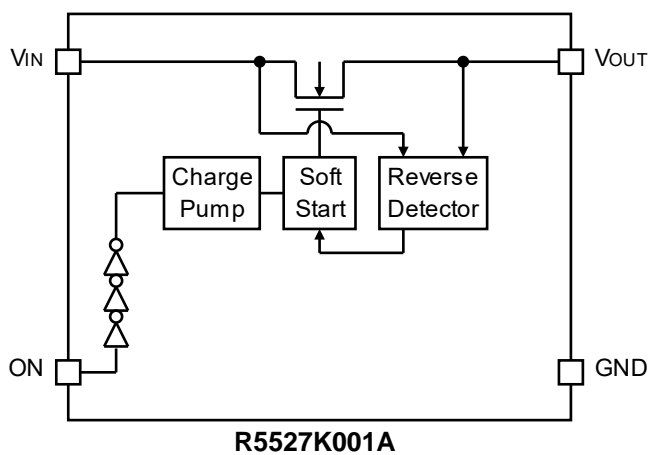 VIN
VOUT
Charge
Pump
Soft
Start
Reverse
Detector
ON
GND
R5527K001A